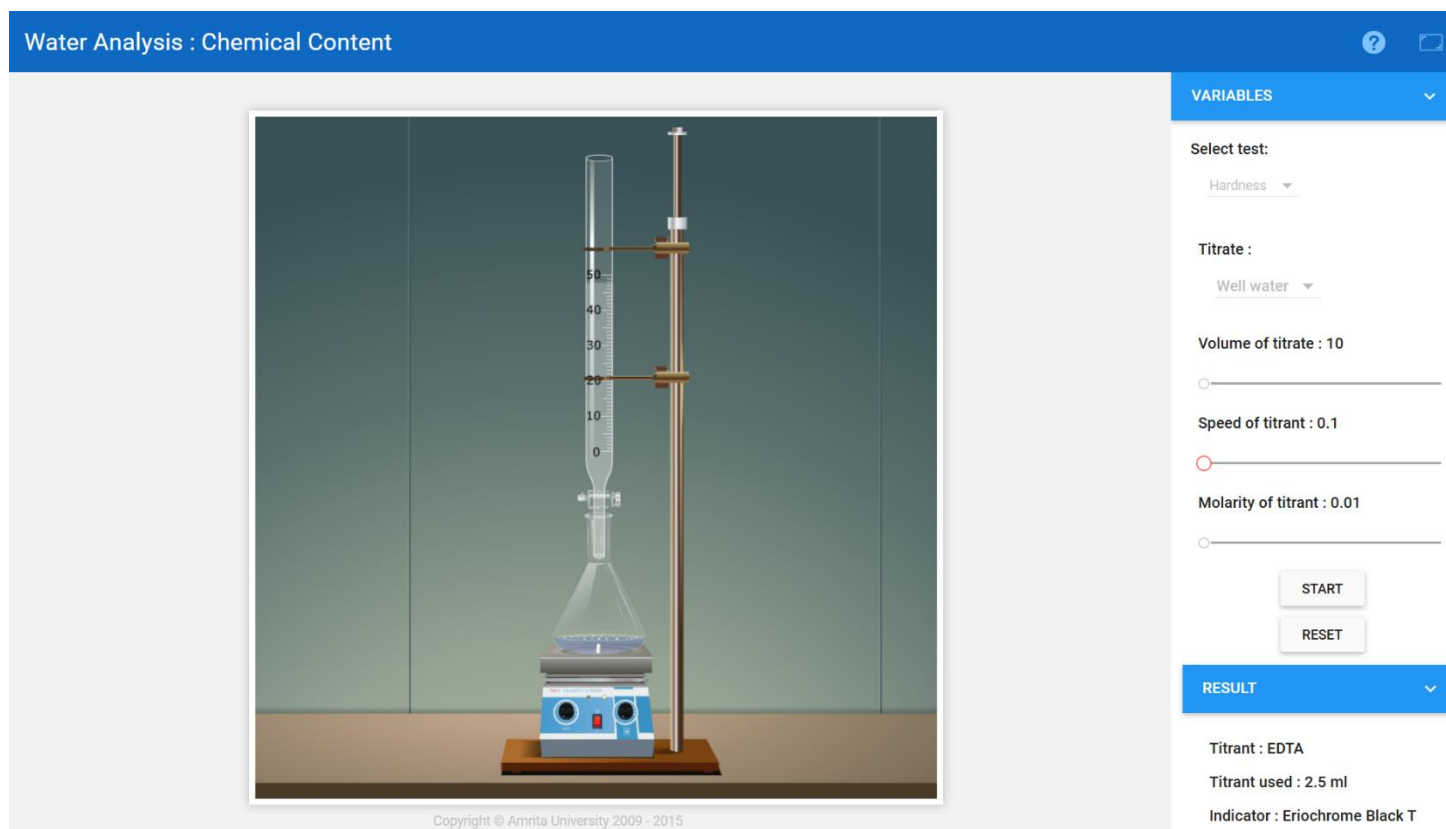 Water Analysis : Chemical Content
?
VARIABLES
Select test:
Hardness
Titrate :
Well water
Volume of titrate : 10
Speed of titrant : 0.1
Molarity of titrant : 0.01
START
RESET
RESULT
Titrant : EDTA
Titrant used : 2.5 ml
Indicator : Eriochrome Black T
50
40
30
20
10
0
Copyright © Amrita University 2009 - 2015